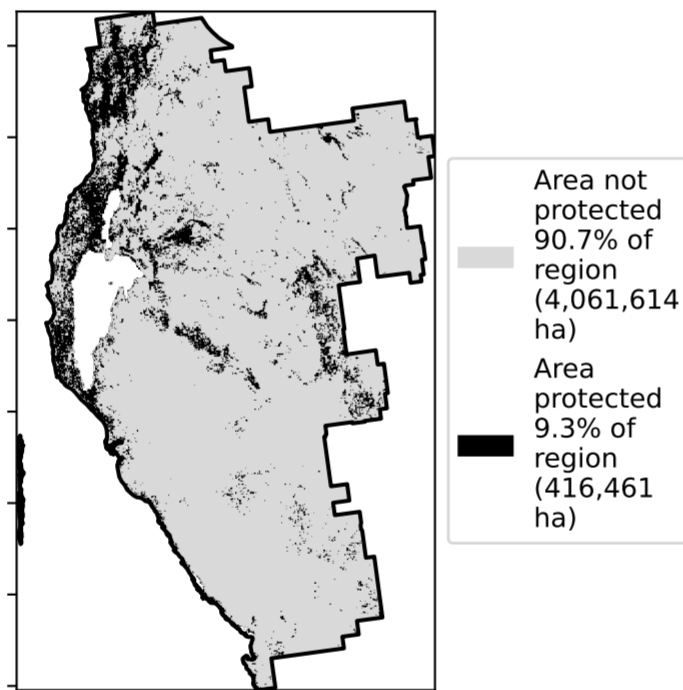 Area not
protected
90.7% of
region
(4,061,614
ha)
Area
protected
9.3% of
region
(416,461
ha)